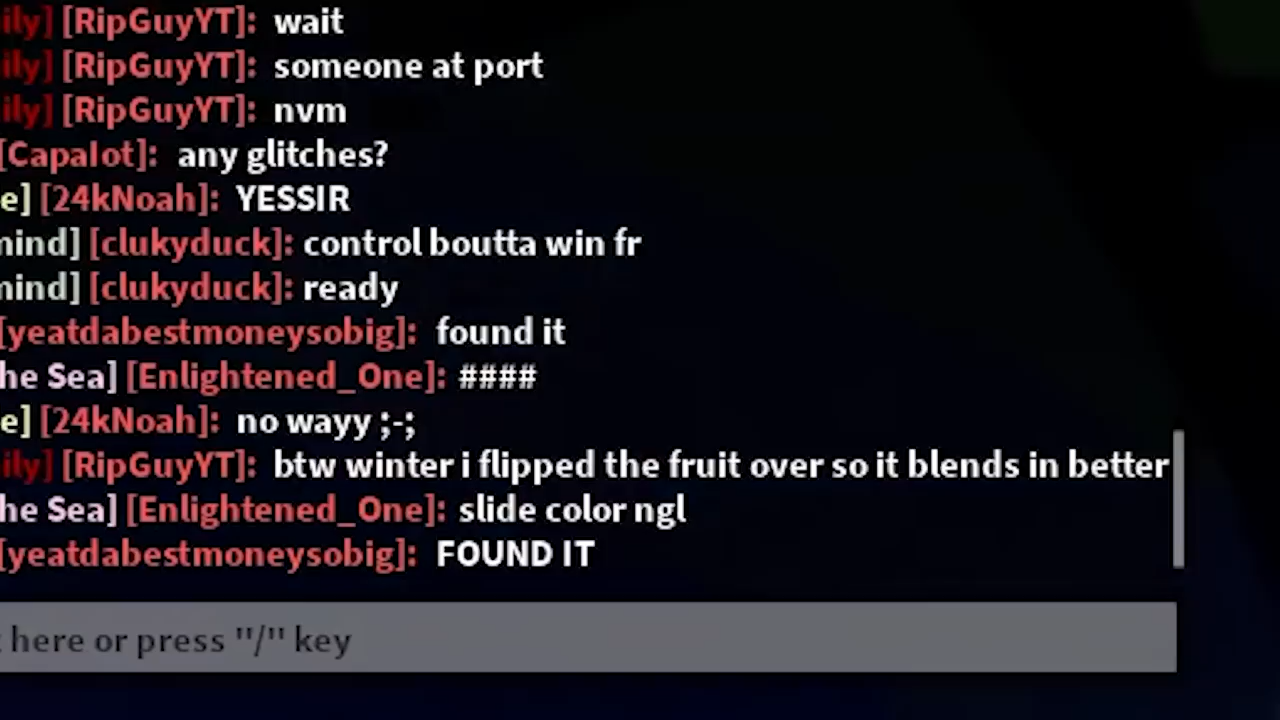 ily] [RipGuyYT]: wait
ily] [RipGuyYT]: someone at port
ily] [RipGuyYT]: nvm
[CapaIot]: any glitches?
e] [24kNoah]: YESSIR
mind] [clukyduck]: control boutta win fr
mind] [clukyduck]: ready
[yeatdabestmoneysobig]: found it
he Sea] [Enlightened_One]: ####
e] [24kNoah]: no wayy ;-;
ily] [RipGuyYT]: btw winter i flipped the fruit over so it blends in better
he Sea] [Enlightened_One]: slide color ngl
[yeatdabestmoneysobig]: FOUND IT
here or press "/" key